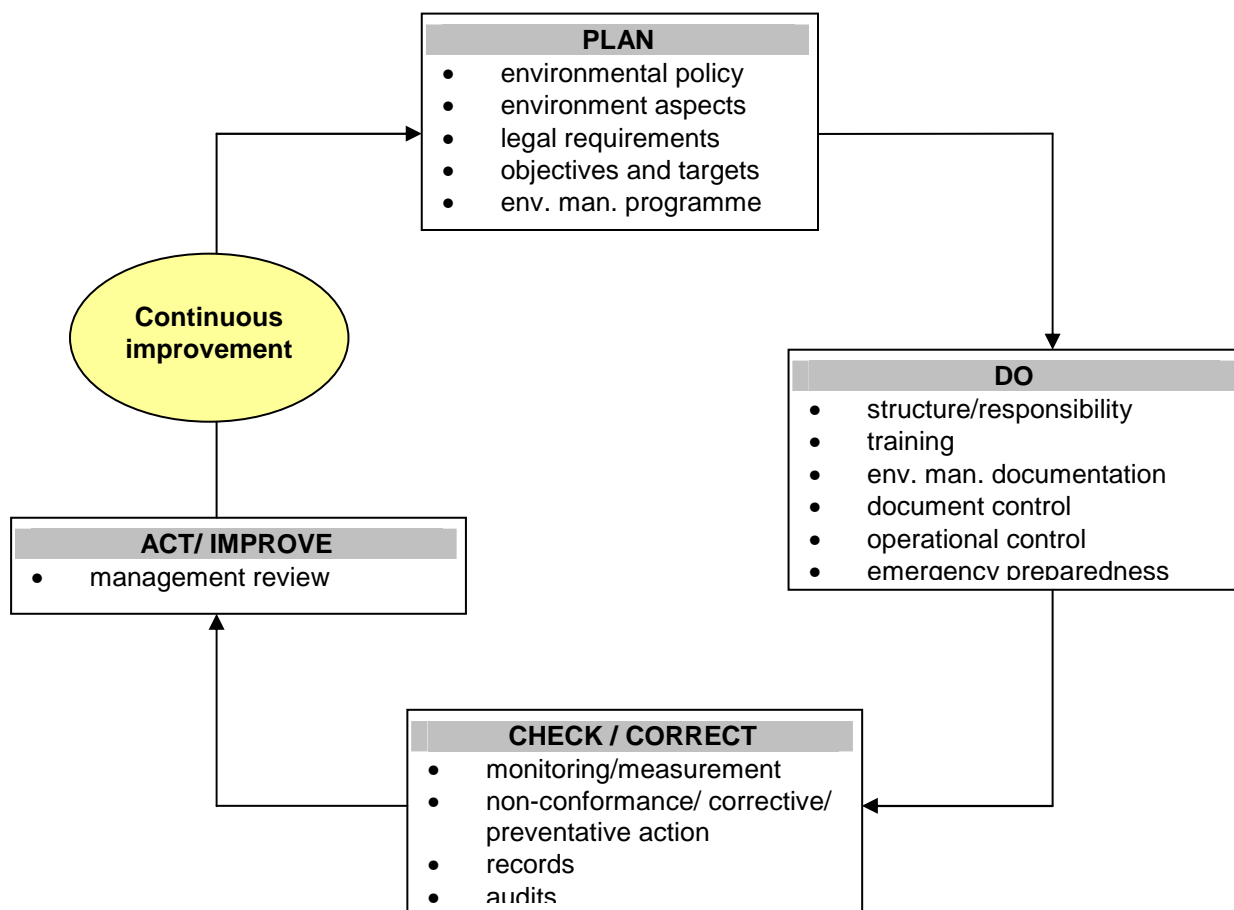 PLAN
• environmental policy
• environment aspects
• legal requirements
• objectives and targets
• env. man. programme
Continuous
improvement
DO
• structure/responsibility
• training
• env. man. documentation
• document control
• operational control
• emergency preparedness
ACT/ IMPROVE
• management review
CHECK / CORRECT
• monitoring/measurement
• non-conformance/ corrective/
preventative action
• records
• audits